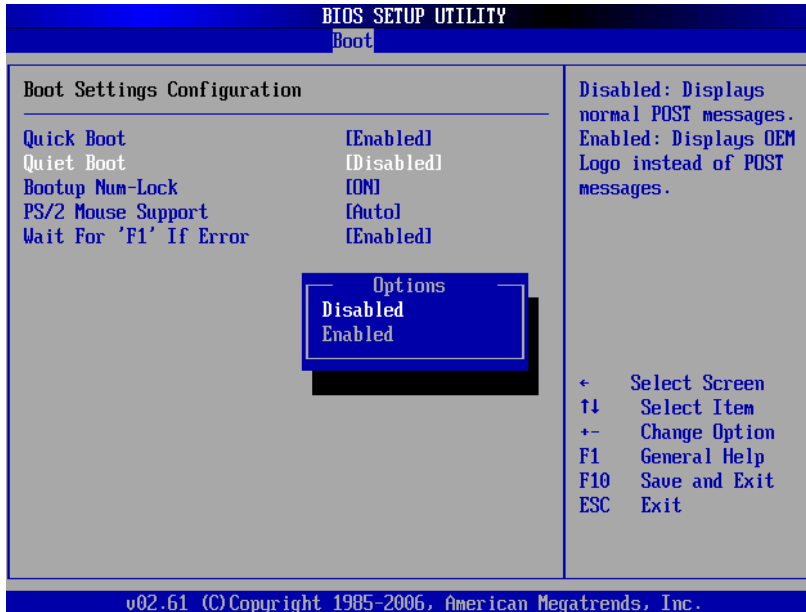 BIOS SETUP UTILITY
Boot
Boot Settings Configuration
Quick Boot [Enabled]
Quiet Boot [Disabled]
Bootup Num-Lock [ON]
PS/2 Mouse Support [Auto]
Wait For 'F1' If Error [Enabled]
Options
Disabled
Enabled
Disabled: Displays
normal POST messages.
Enabled: Displays OEM
Logo instead of POST
messages.
← Select Screen
↑↓ Select Item
+- Change Option
F1 General Help
F10 Save and Exit
ESC Exit
v02.61 (C)Copyright 1985-2006, American Megatrends, Inc.